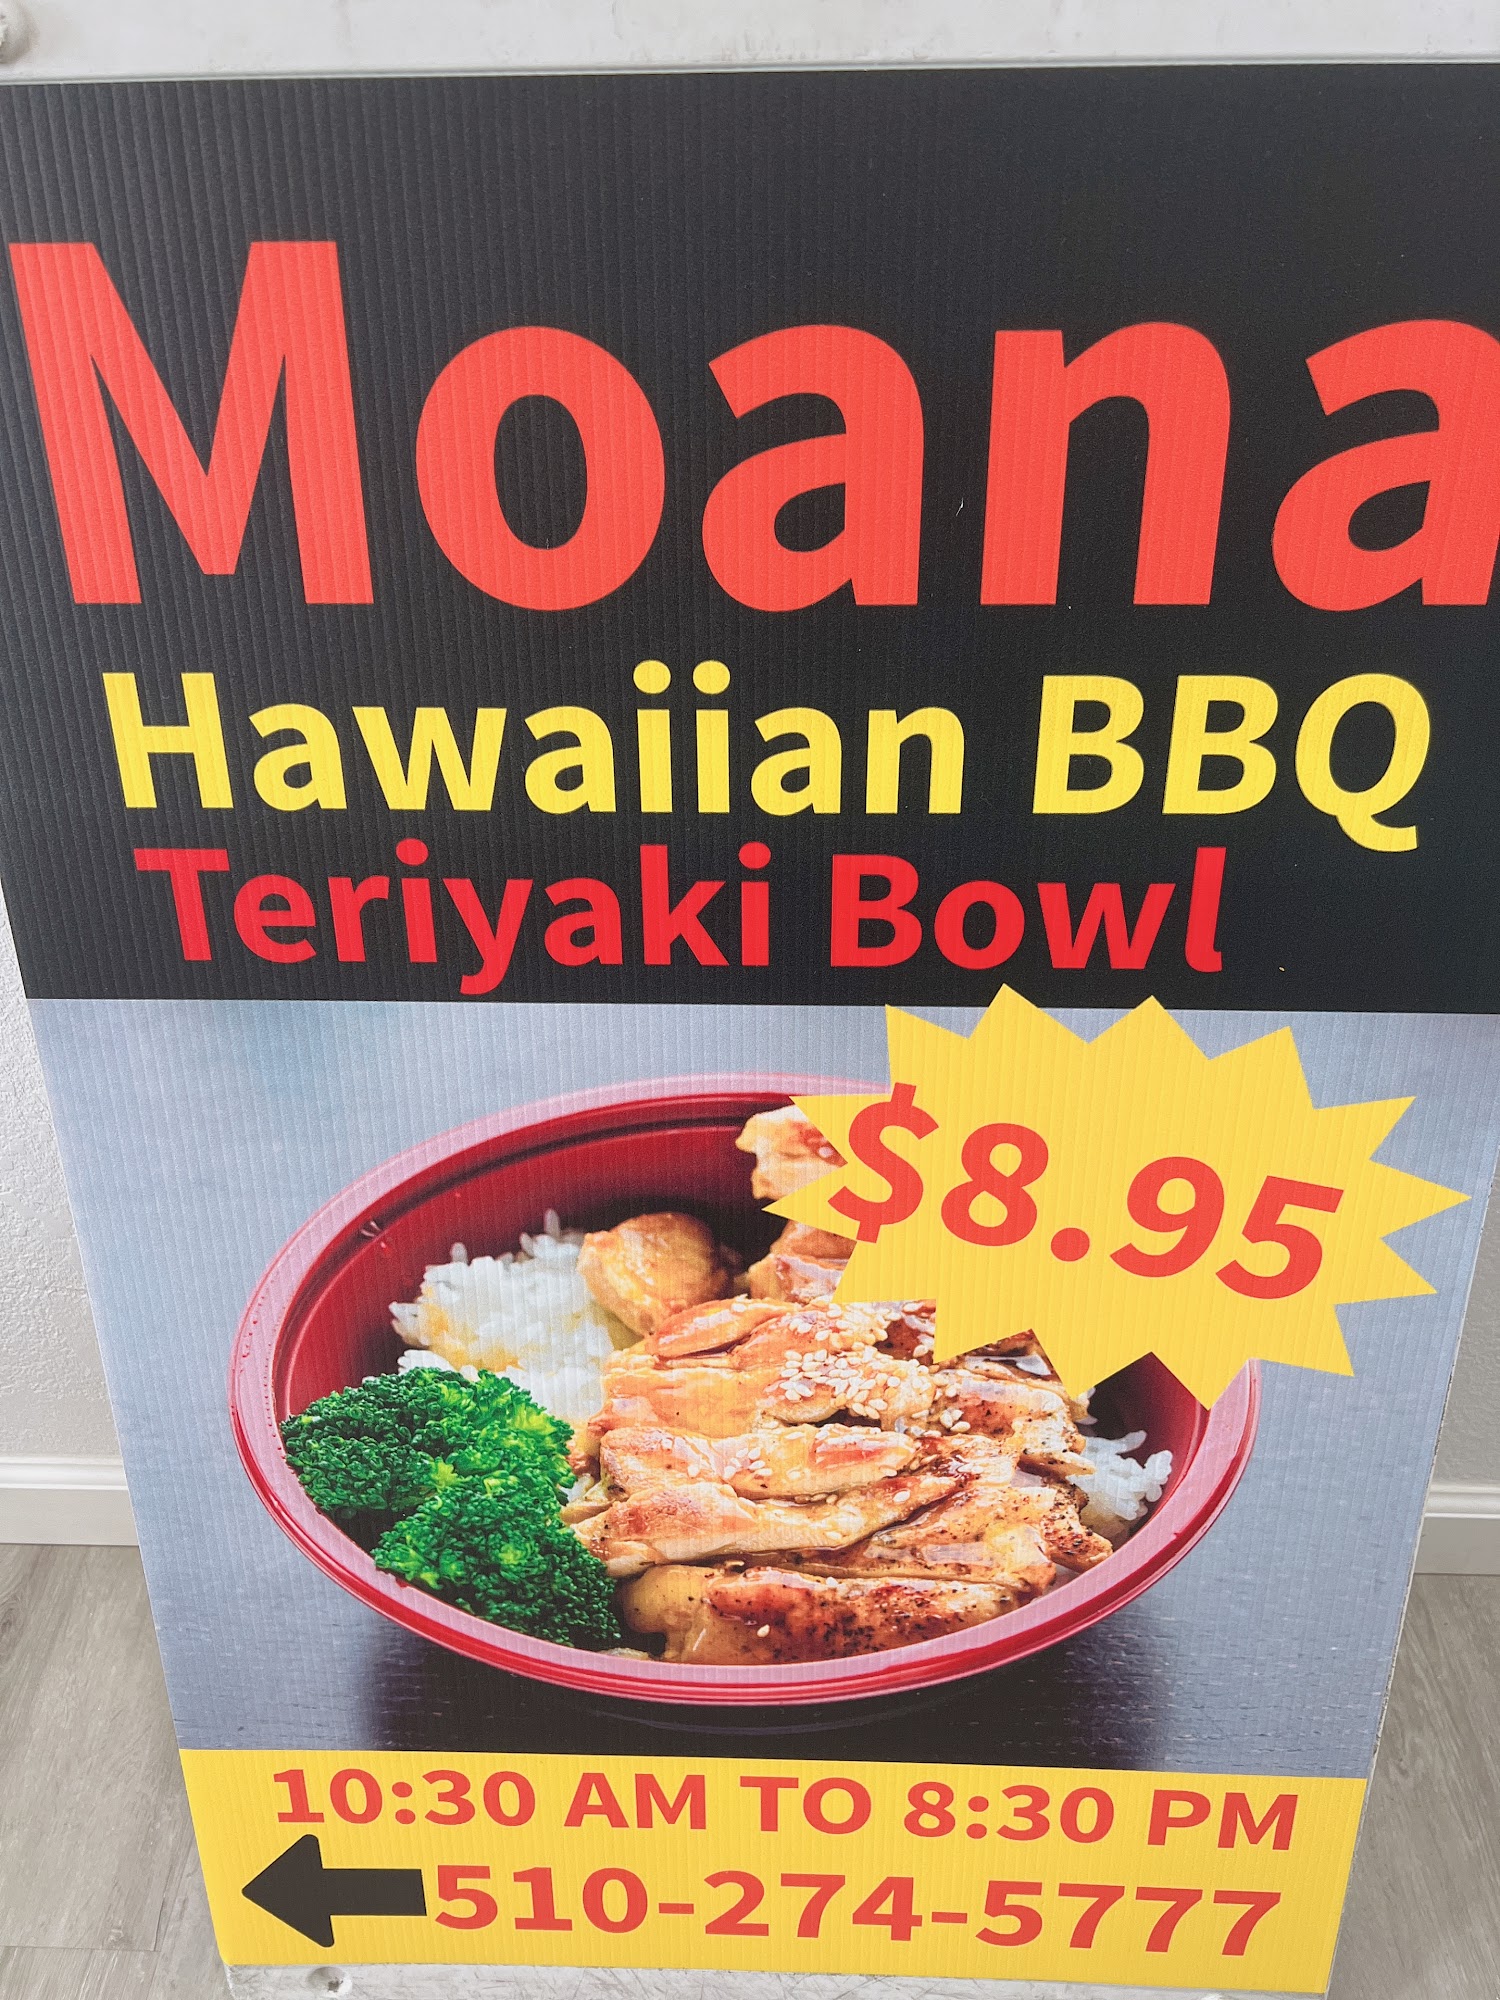 Moana
Hawaiian BBQ
Teriyaki Bowl
$8.95
10:30 AM TO 8:30 PM
510-274-5777